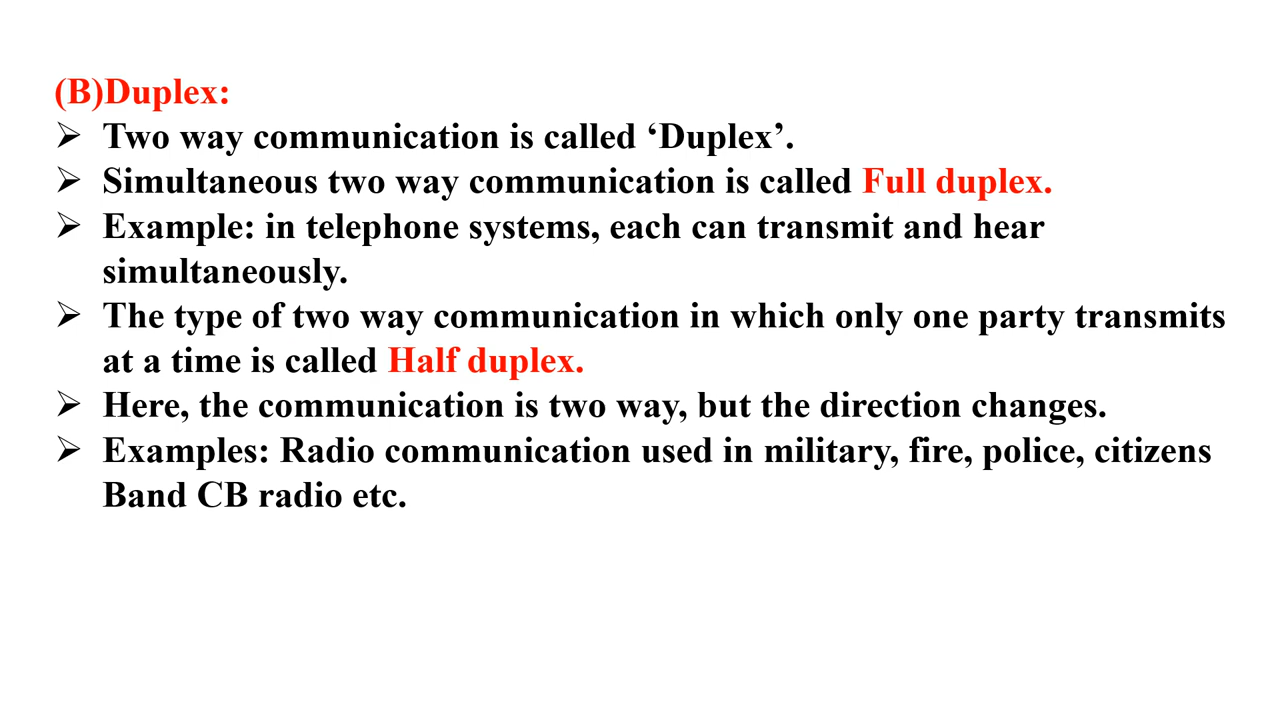 (B)Duplex:
➢ Two way communication is called ‘Duplex’.
➢ Simultaneous two way communication is called Full duplex.
➢ Example: in telephone systems, each can transmit and hear
simultaneously.
➢ The type of two way communication in which only one party transmits
at a time is called Half duplex.
➢ Here, the communication is two way, but the direction changes.
➢ Examples: Radio communication used in military, fire, police, citizens
Band CB radio etc.